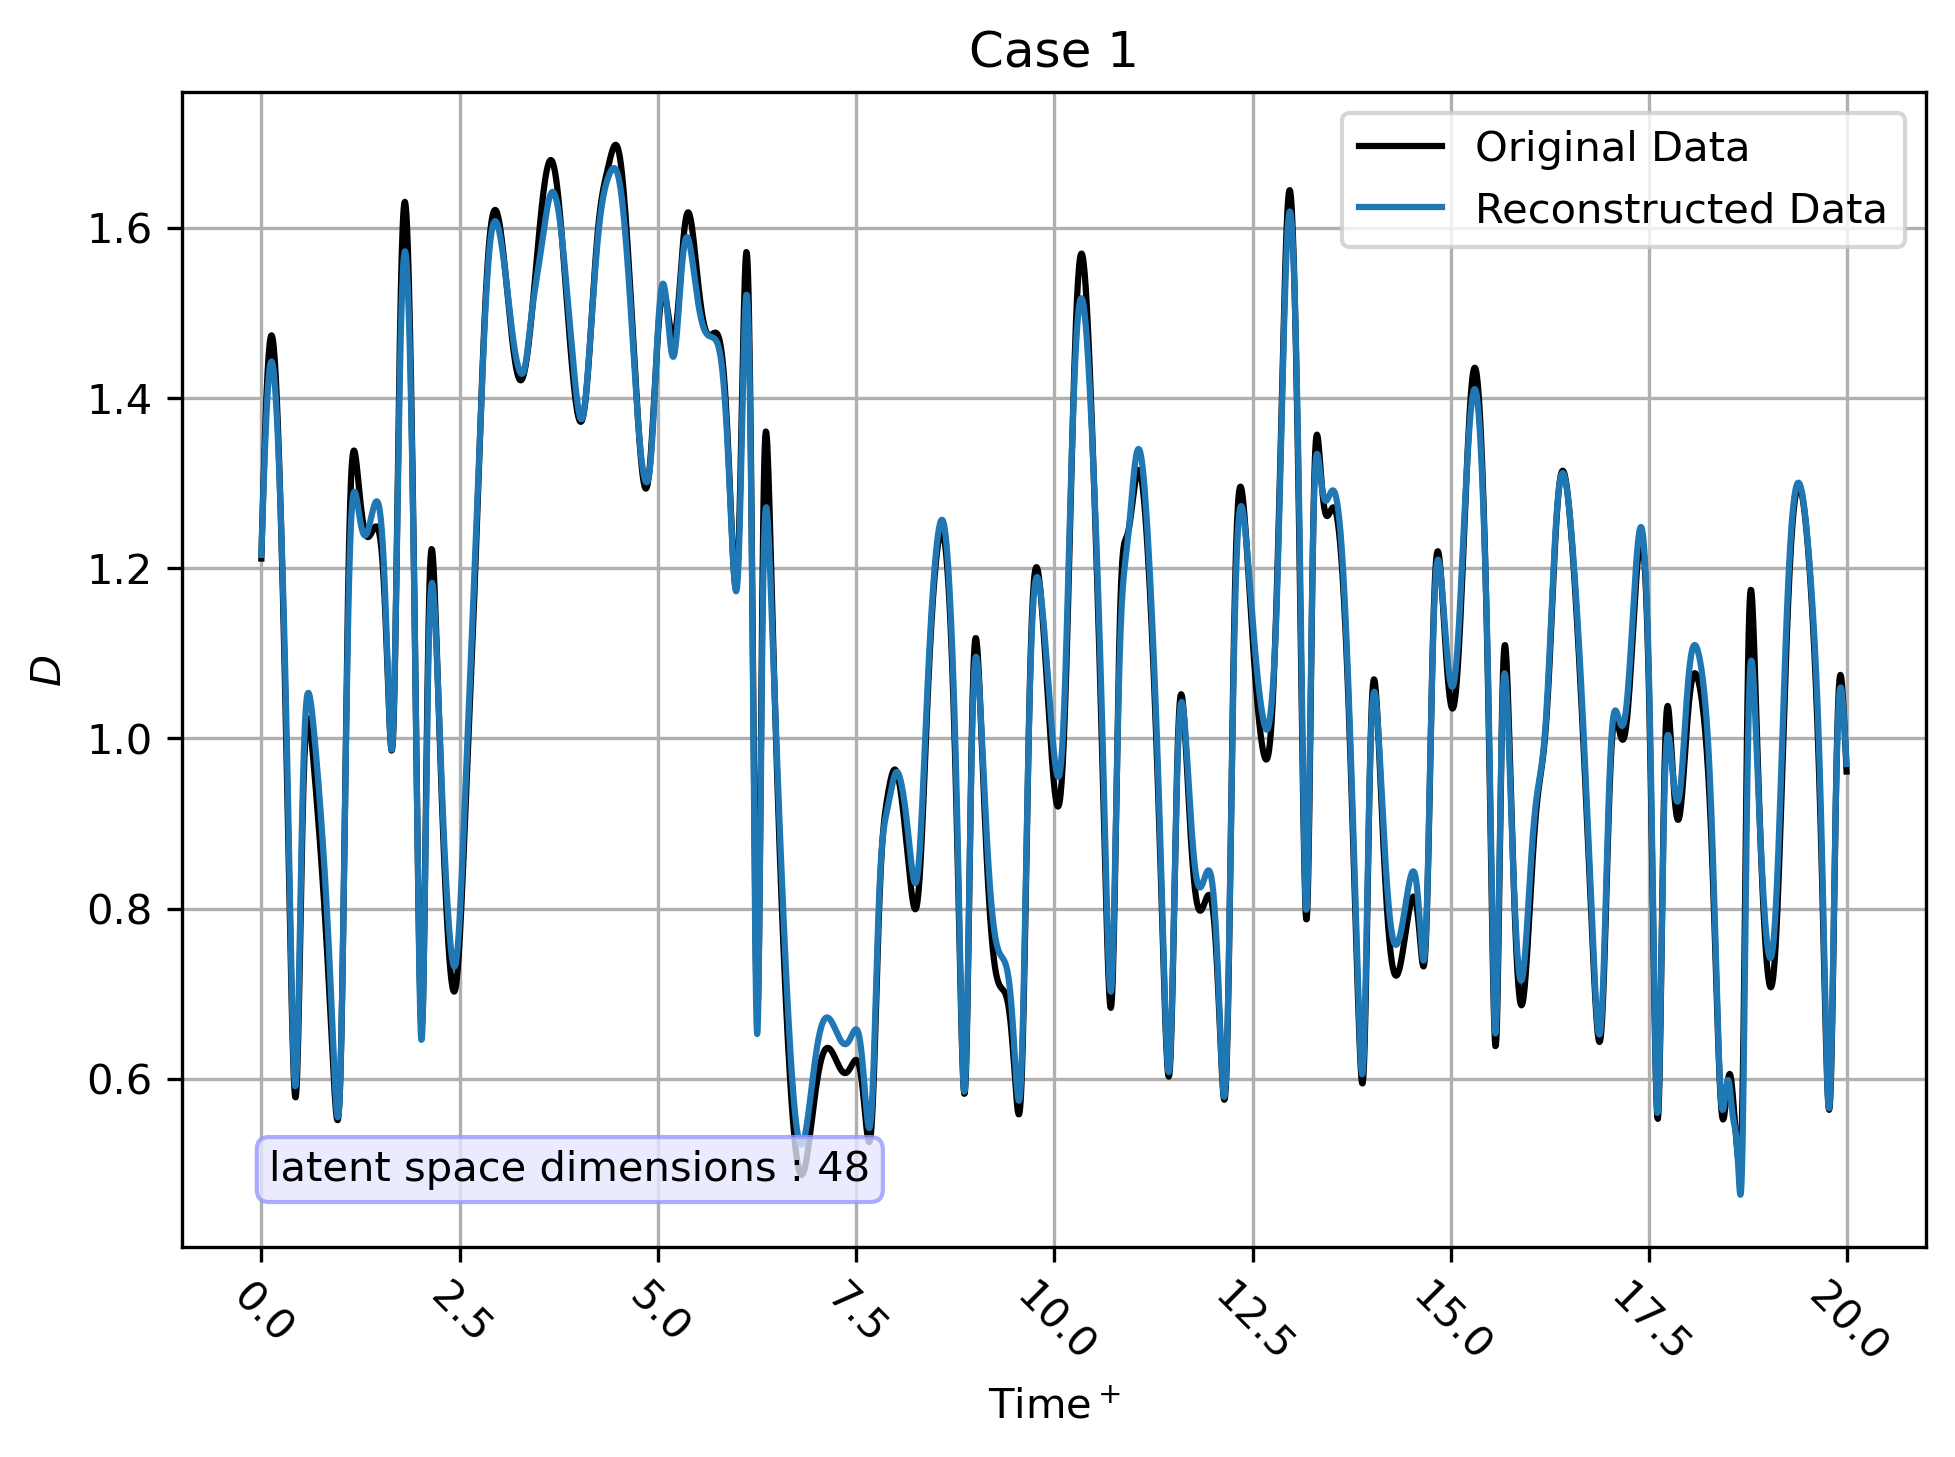 Case 1
Original Data
Reconstructed Data
1.6
1.4
1.2
1.0
0.8
0.6
D
latent space dimensions : 48
0.0 2.5 5.0 7.5 10.0 12.5 15.0 17.5 20.0
Time⁺